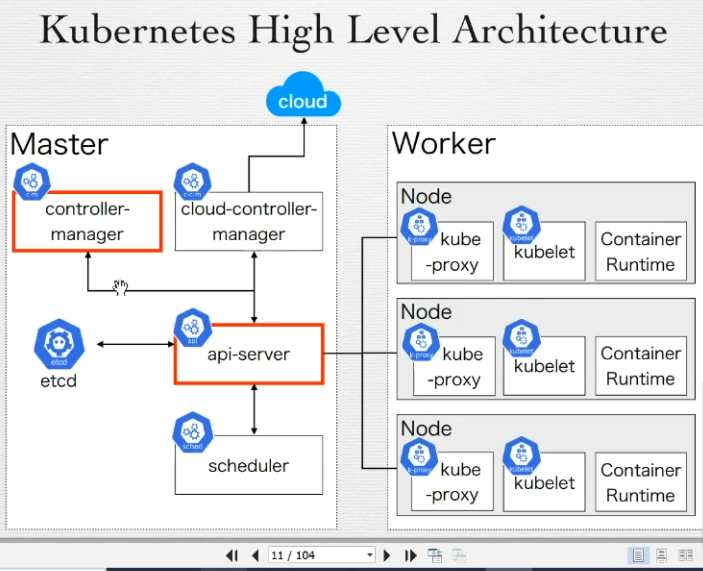 Kubernetes High Level Architecture
cloud
Master
c-m
controller-
manager
c-c-m
cloud-controller-
manager
etcd
etcd
api
api-server
sched
scheduler
Worker
Node
k-proxy
kube
-proxy
kubelet
kubelet
Container
Runtime
Node
k-proxy
kube
-proxy
kubelet
kubelet
Container
Runtime
Node
k-proxy
kube
-proxy
kubelet
kubelet
Container
Runtime
11 / 104